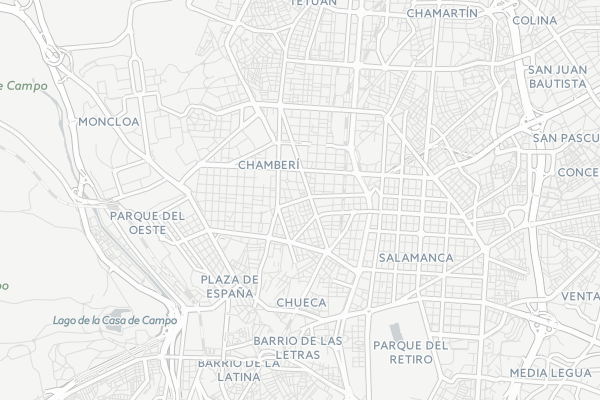 TETUÁN
CHAMARTÍN
COLINA
SAN JUAN
BAUTISTA
e Campo
MONCLOA
SAN PASCU
CHAMBERÍ
CONCE
PARQUE DEL
OESTE
SALAMANCA
PLAZA DE
ESPAÑA
po
CHUECA
VENTA
Lago de la Casa de Campo
BARRIO DE LAS
LETRAS
PARQUE DEL
RETIRO
BARRIO DE LA
LATINA
MEDIA LEGUA